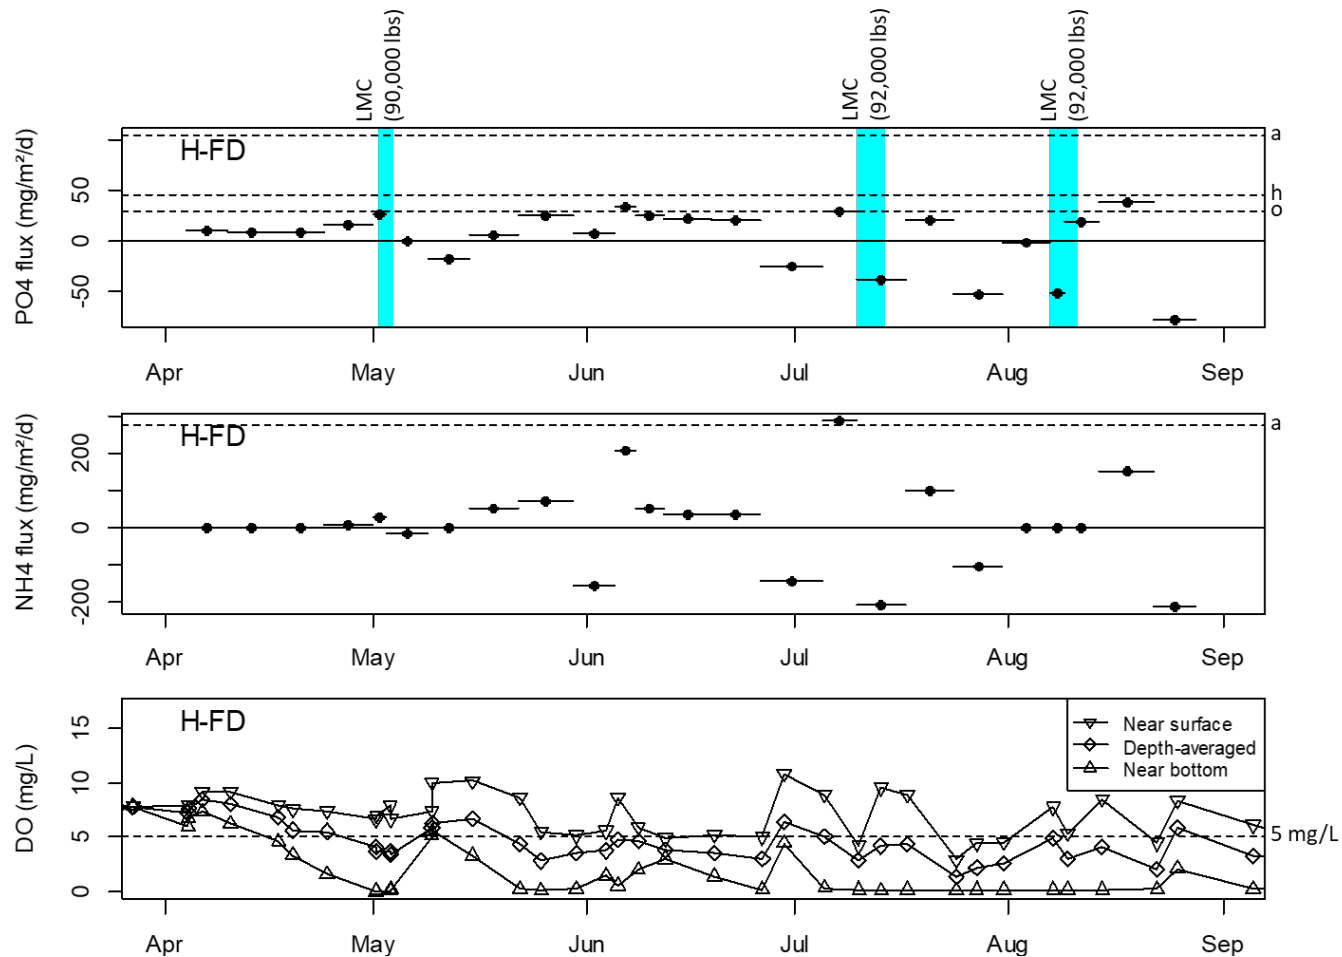 LMC
(90,000 lbs)
LMC
(92,000 lbs)
LMC
(92,000 lbs)
PO4 flux (mg/m²/d)
50
0
-50
H-FD
a
h
o
Apr May Jun Jul Aug Sep
NH4 flux (mg/m²/d)
200
0
-200
H-FD
a
Apr May Jun Jul Aug Sep
DO (mg/L)
15
10
5
0
H-FD
Near surface
Depth-averaged
Near bottom
5 mg/L
Apr May Jun Jul Aug Sep